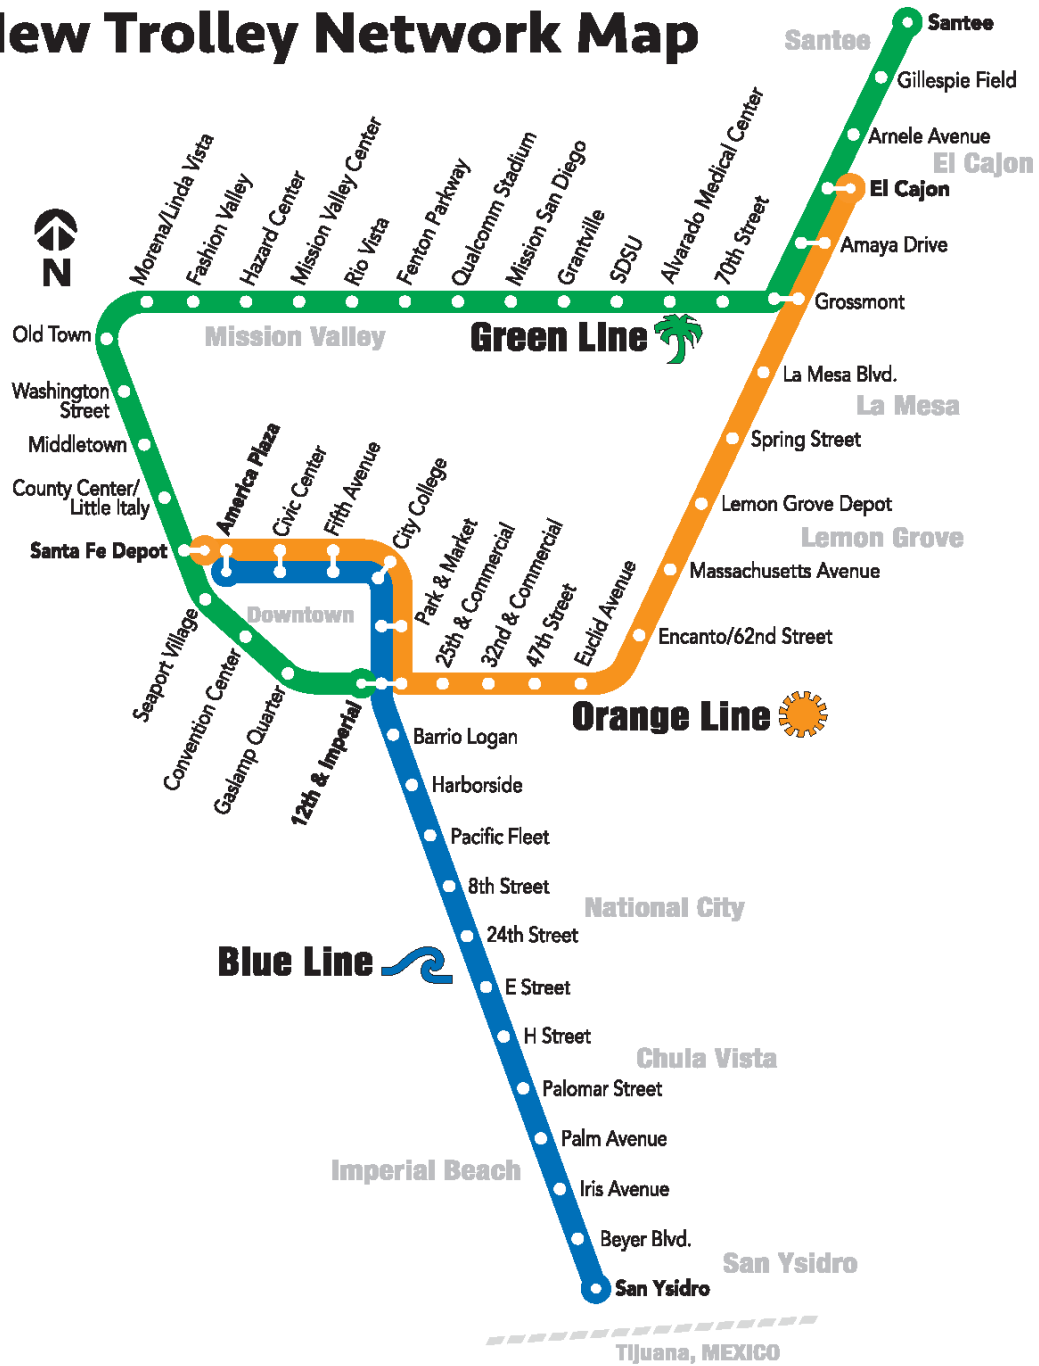 New Trolley Network Map
Santee
Santee
Gillespie Field
Arnele Avenue
El Cajon
El Cajon
Amaya Drive
Grossmont
Morena/Linda Vista
Fashion Valley
Hazard Center
Mission Valley Center
Rio Vista
Fenton Parkway
Qualcomm Stadium
Mission San Diego
Grantville
SDSU
Alvarado Medical Center
70th Street
N
Old Town
Mission Valley
Green LIne
Washington
Street
Middletown
County Center/
Little Italy
Santa Fe Depot
America Plaza
Civic Center
Fifth Avenue
City College
Park & Market
25th & Commercial
32nd & Commercial
47th Street
Euclid Avenue
La Mesa Blvd.
La Mesa
Spring Street
Lemon Grove Depot
Lemon Grove
Massachusetts Avenue
Encanto/62nd Street
Downtown
Seaport Village
Convention Center
Gaslamp Quarter
12th & Imperial
Orange Line
Barrio Logan
Harborside
Pacific Fleet
8th Street
National City
24th Street
Blue Line
E Street
H Street
Chula Vista
Palomar Street
Palm Avenue
Imperial Beach
Iris Avenue
Beyer Blvd.
San Ysidro
San Ysidro
Tijuana, MEXICO